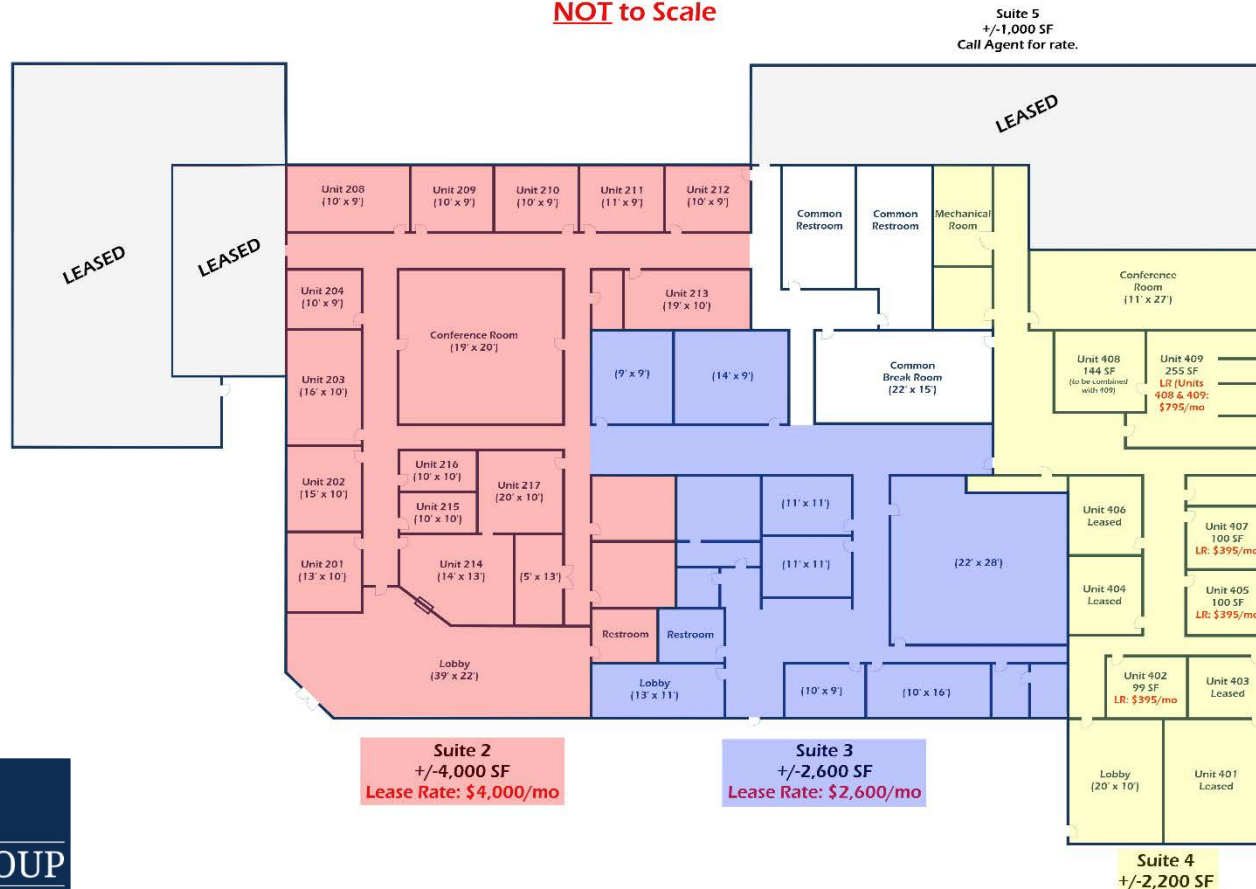 NOT to Scale
Suite 5
+/-1,000 SF
Call Agent for rate.
LEASED
LEASED
LEASED
Unit 208
(10' x 9')
Unit 209
(10' x 9')
Unit 210
(10' x 9')
Unit 211
(11' x 9')
Unit 212
(10' x 9')
Common
Restroom
Common
Restroom
Mechanical
Room
Unit 204
(10' x 9')
Conference Room
(19' x 20')
Unit 213
(19' x 10')
Conference
Room
(11' x 27')
Unit 203
(16' x 10')
(9' x 9')
(14' x 9')
Common
Break Room
(22' x 15')
Unit 408
144 SF
(to be combined
with 409)
Unit 409
255 SF
LR (Units
408 & 409:
$795/mo
Unit 202
(15' x 10')
Unit 216
(10' x 10')
Unit 215
(10' x 10')
Unit 217
(20' x 10')
(11' x 11')
(11' x 11')
(22' x 28')
Unit 406
Leased
Unit 407
100 SF
LR: $395/mo
Unit 201
(13' x 10')
Unit 214
(14' x 13')
(5' x 13')
Unit 404
Leased
Unit 405
100 SF
LR: $395/mo
Restroom
Restroom
Lobby
(39' x 22')
Lobby
(13' x 11')
(10' x 9')
(10' x 16')
Unit 402
99 SF
LR: $395/mo
Unit 403
Leased
Lobby
(20' x 10')
Unit 401
Leased
Suite 2
+/-4,000 SF
Lease Rate: $4,000/mo
Suite 3
+/-2,600 SF
Lease Rate: $2,600/mo
Suite 4
+/-2,200 SF
OUP